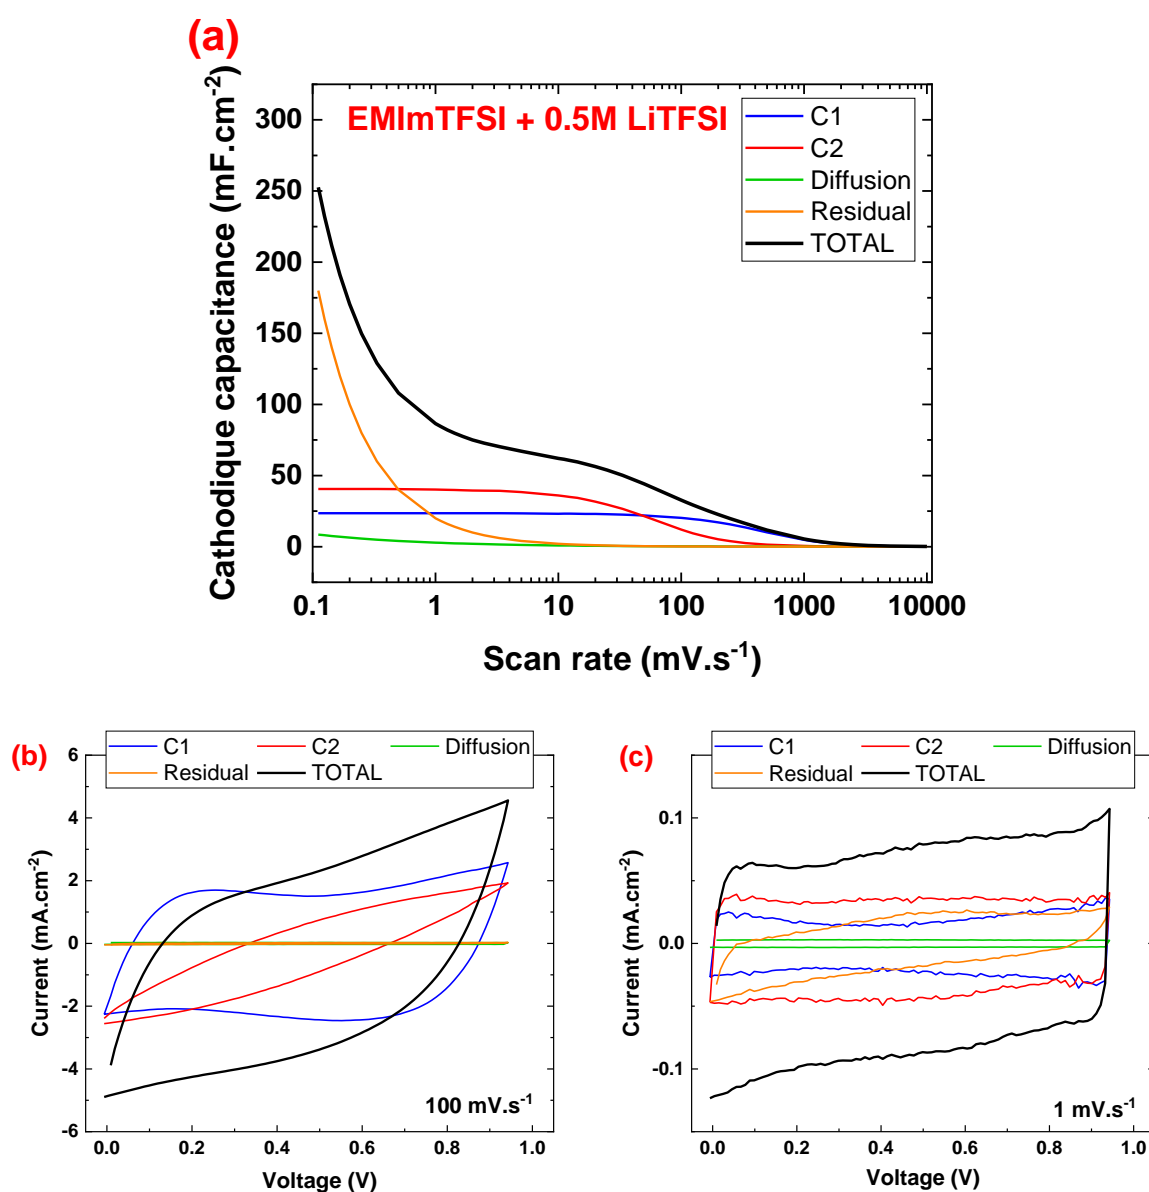 (a)
EMImTFSI + 0.5M LiTFSI
C1
C2
Diffusion
Residual
TOTAL
300
250
200
150
100
50
0
Cathodique capacitance (mF.cm⁻²)
0.1 1 10 100 1000 10000
Scan rate (mV.s⁻¹)
(b)
C1 C2 Diffusion
Residual TOTAL
6
4
2
0
-2
-4
-6
Current (mA.cm⁻²)
100 mV.s⁻¹
0.0 0.2 0.4 0.6 0.8 1.0
Voltage (V)
(c)
C1 C2 Diffusion
Residual TOTAL
0.1
0.0
-0.1
Current (mA.cm⁻²)
1 mV.s⁻¹
0.0 0.2 0.4 0.6 0.8 1.0
Voltage (V)